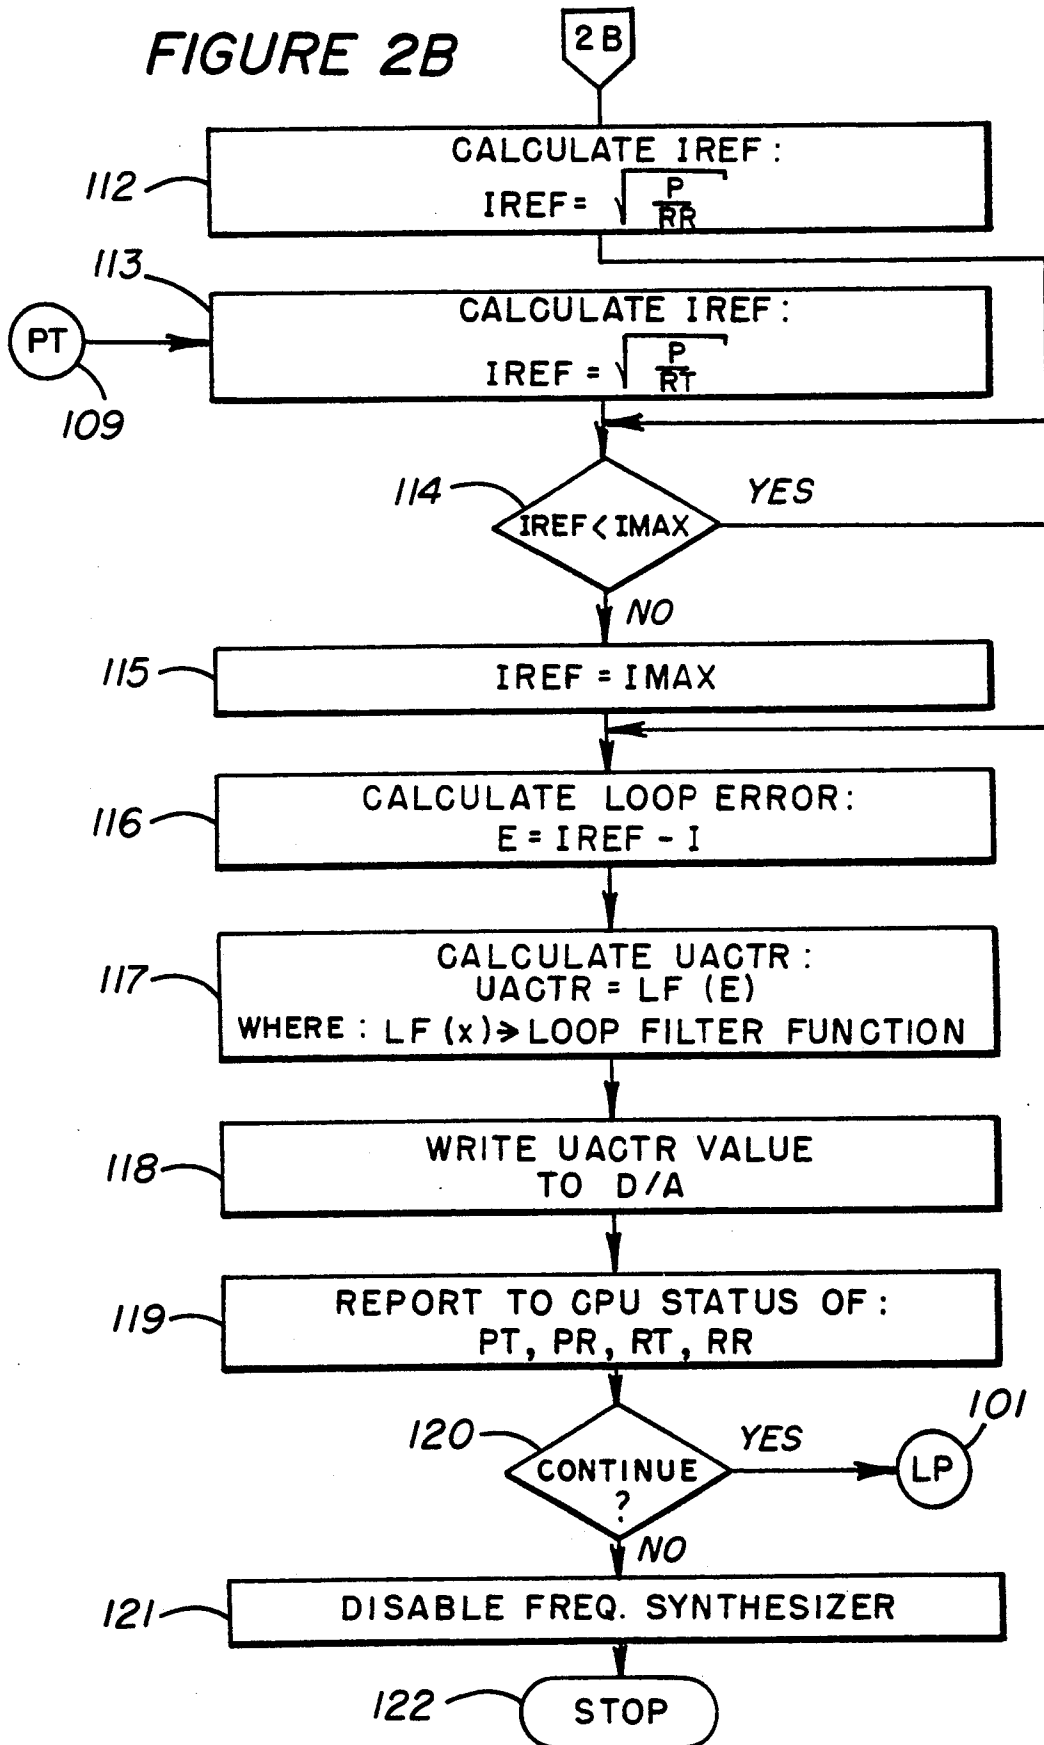 FIGURE 2B
2B
112
CALCULATE IREF:
IREF = √ P/RR
113
CALCULATE IREF:
IREF = √ P/RT
PT
109
114
IREF < IMAX
YES
NO
115
IREF = IMAX
116
CALCULATE LOOP ERROR:
E = IREF - I
117
CALCULATE UACTR:
UACTR = LF (E)
WHERE: LF (x) → LOOP FILTER FUNCTION
118
WRITE UACTR VALUE
TO D/A
119
REPORT TO CPU STATUS OF:
PT, PR, RT, RR
120
CONTINUE
?
YES
101
LP
NO
121
DISABLE FREQ. SYNTHESIZER
122
STOP